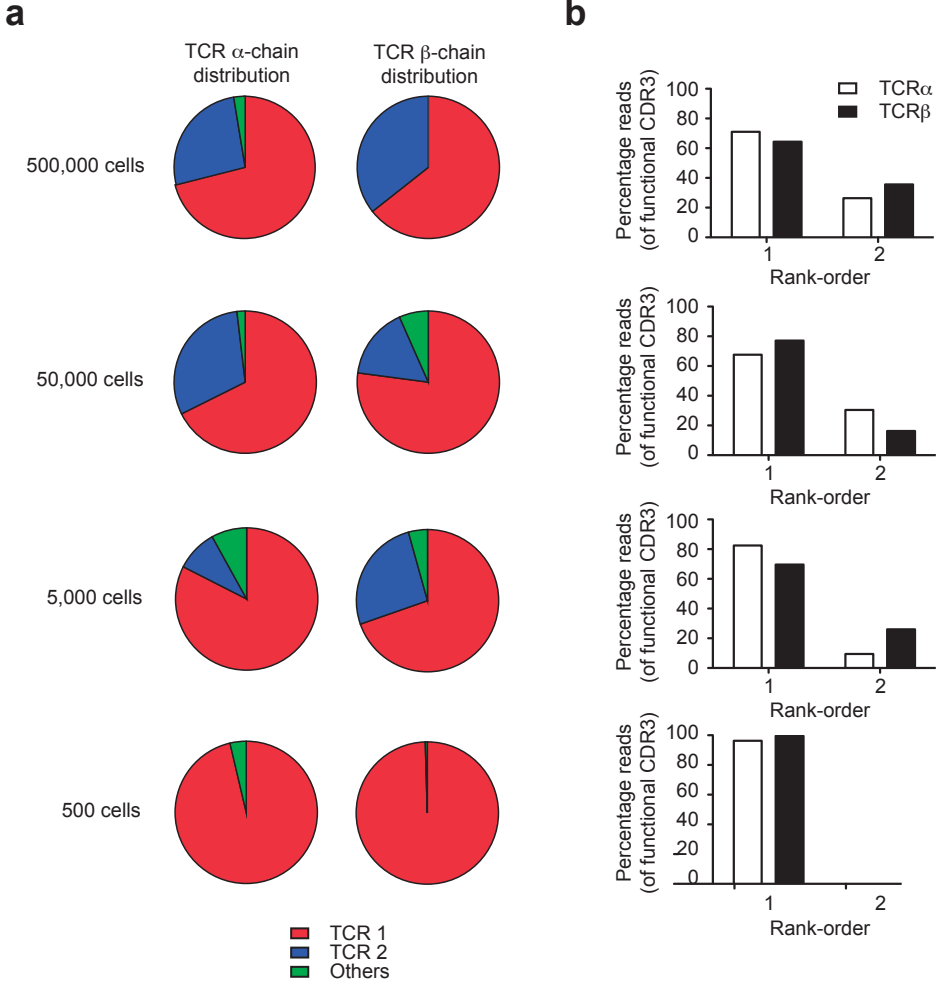 a
TCR α-chain
distribution
TCR β-chain
distribution
500,000 cells
50,000 cells
5,000 cells
500 cells
TCR 1
TCR 2
Others
b
TCRα
TCRβ
Percentage reads
(of functional CDR3)
100
80
60
40
20
0
1
2
Rank-order
Percentage reads
(of functional CDR3)
100
80
60
40
20
0
1
2
Rank-order
Percentage reads
(of functional CDR3)
100
80
60
40
20
0
1
2
Rank-order
Percentage reads
(of functional CDR3)
100
80
60
40
20
0
1
2
Rank-order